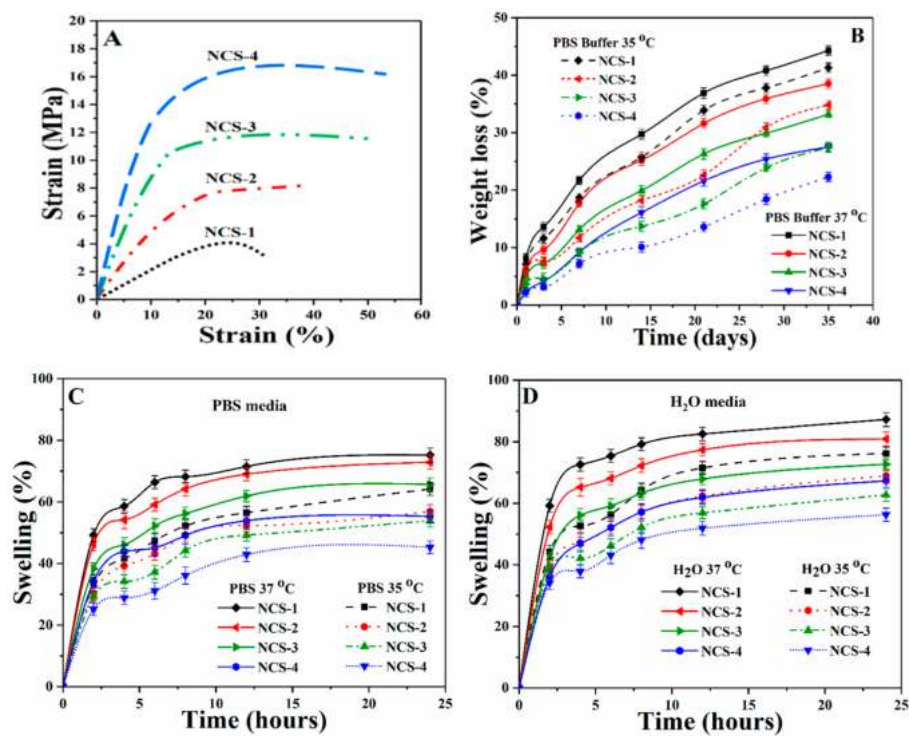 A
20
18
16
14
12
10
8
6
4
2
0
Strain (MPa)
NCS-4
NCS-3
NCS-2
NCS-1
0 10 20 30 40 50 60
Strain (%)
B
50
40
30
20
10
0
Weight loss (%)
PBS Buffer 35 °C
NCS-1
NCS-2
NCS-3
NCS-4
PBS Buffer 37 °C
NCS-1
NCS-2
NCS-3
NCS-4
0 5 10 15 20 25 30 35 40
Time (days)
C
PBS media
100
80
60
40
20
0
Swelling (%)
PBS 37 °C PBS 35 °C
NCS-1 NCS-1
NCS-2 NCS-2
NCS-3 NCS-3
NCS-4 NCS-4
0 5 10 15 20 25
Time (hours)
D
H₂O media
100
80
60
40
20
0
Swelling (%)
H₂O 37 °C H₂O 35 °C
NCS-1 NCS-1
NCS-2 NCS-2
NCS-3 NCS-3
NCS-4 NCS-4
0 5 10 15 20 25
Time (hours)